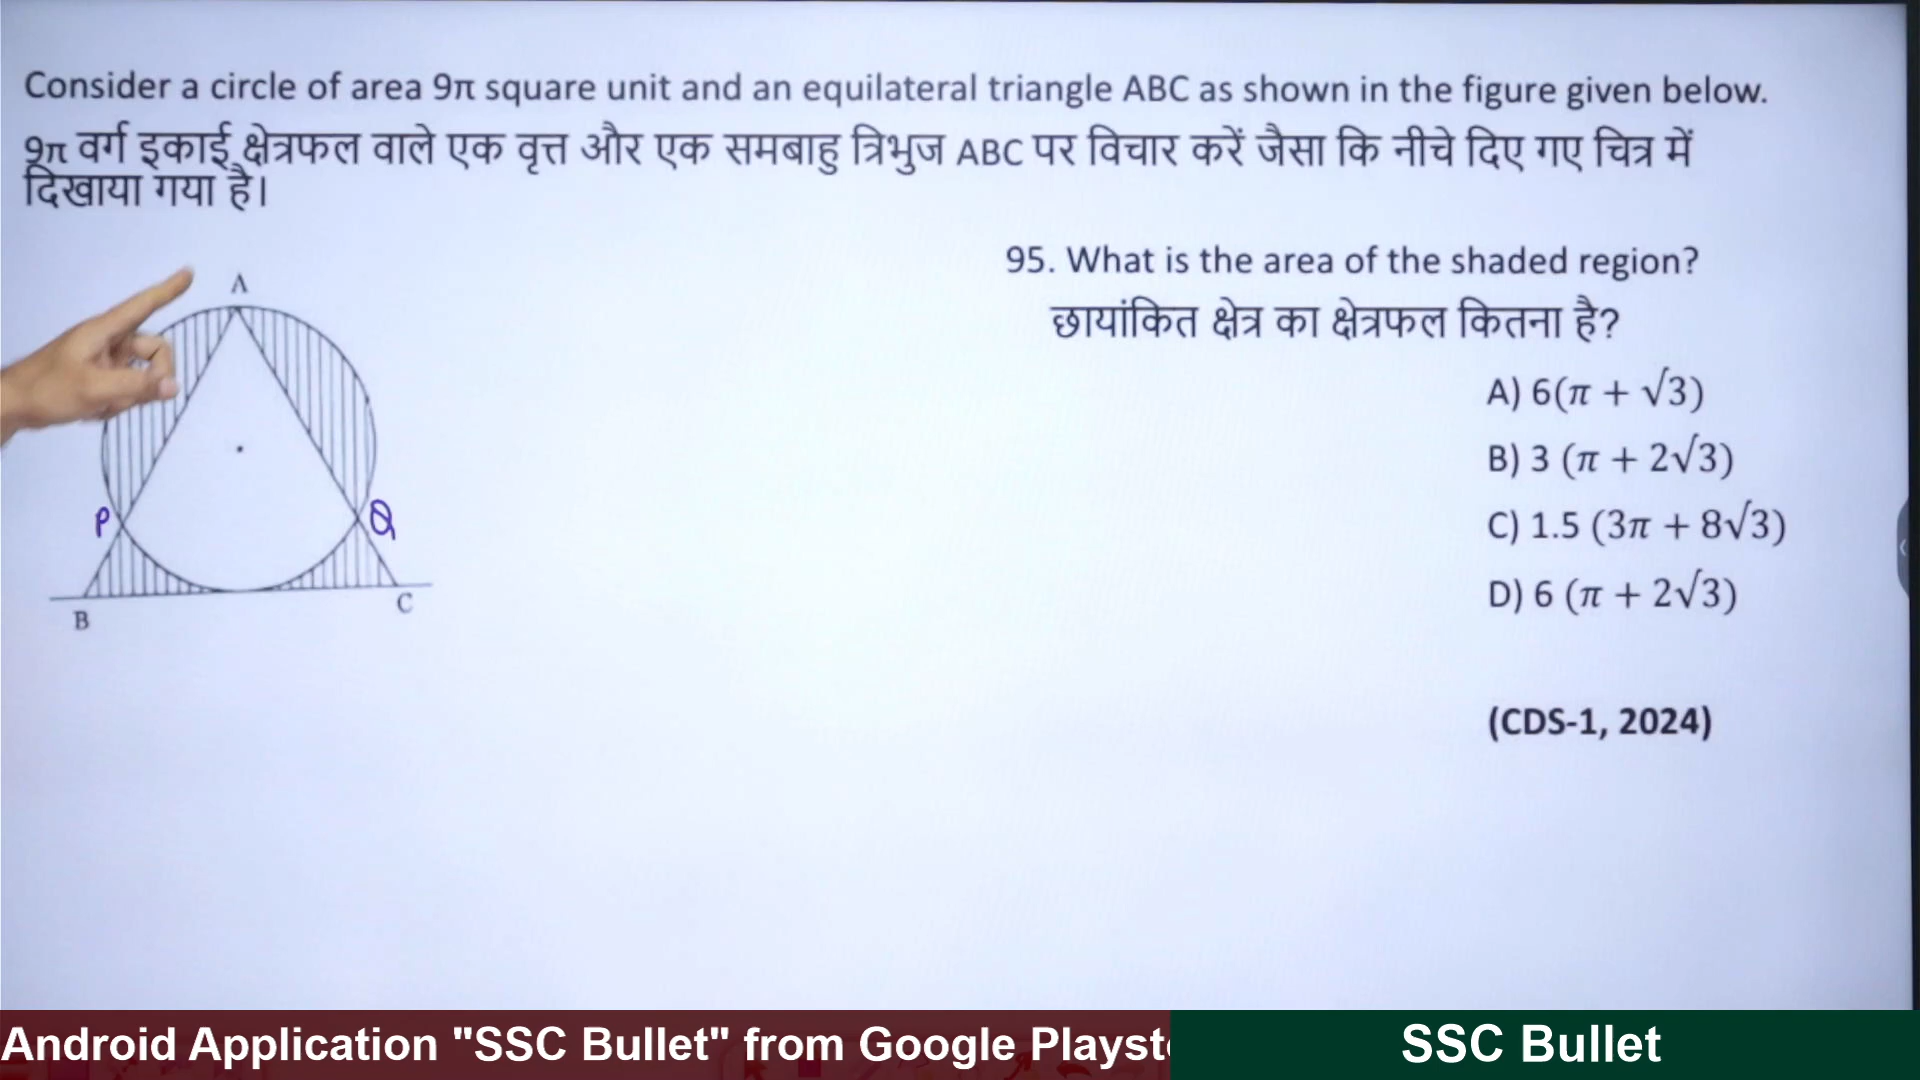 Consider a circle of area 9π square unit and an equilateral triangle ABC as shown in the figure given below.
9π वर्ग इकाई क्षेत्रफल वाले एक वृत्त और एक समबाहु त्रिभुज ABC पर विचार करें जैसा कि नीचे दिए गए चित्र में
दिखाया गया है।
95. What is the area of the shaded region?
छायांकित क्षेत्र का क्षेत्रफल कितना है?
A
P
Q
B
C
A) 6(π + √3)
B) 3 (π + 2√3)
C) 1.5 (3π + 8√3)
D) 6 (π + 2√3)
(CDS-1, 2024)
Android Application "SSC Bullet" from Google
SSC Bullet